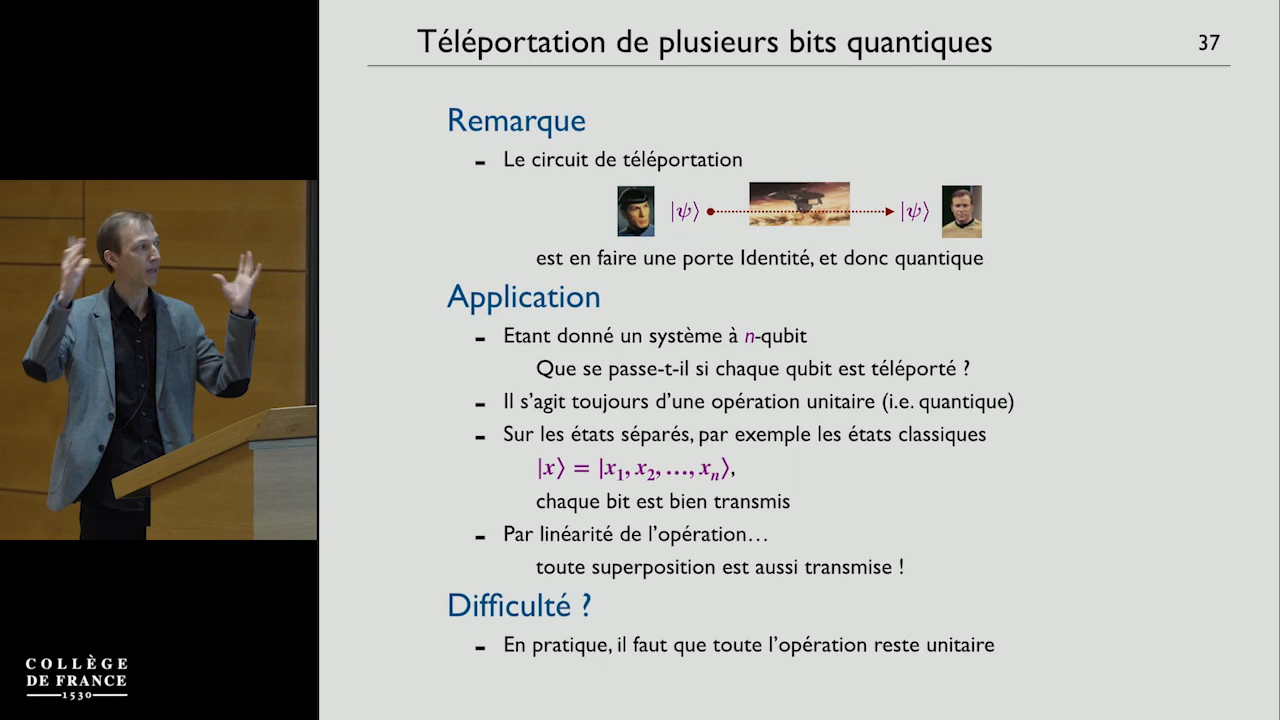 Téléportation de plusieurs bits quantiques
37
Remarque
- Le circuit de téléportation
|ψ⟩ |ψ⟩
est en faire une porte Identité, et donc quantique
Application
- Etant donné un système à n-qubit
Que se passe-t-il si chaque qubit est téléporté ?
- Il s'agit toujours d'une opération unitaire (i.e. quantique)
- Sur les états séparés, par exemple les états classiques
|x⟩ = |x₁, x₂, …, xₙ⟩,
chaque bit est bien transmis
- Par linéarité de l'opération…
toute superposition est aussi transmise !
Difficulté ?
- En pratique, il faut que toute l'opération reste unitaire
COLLÈGE
DE FRANCE
1530